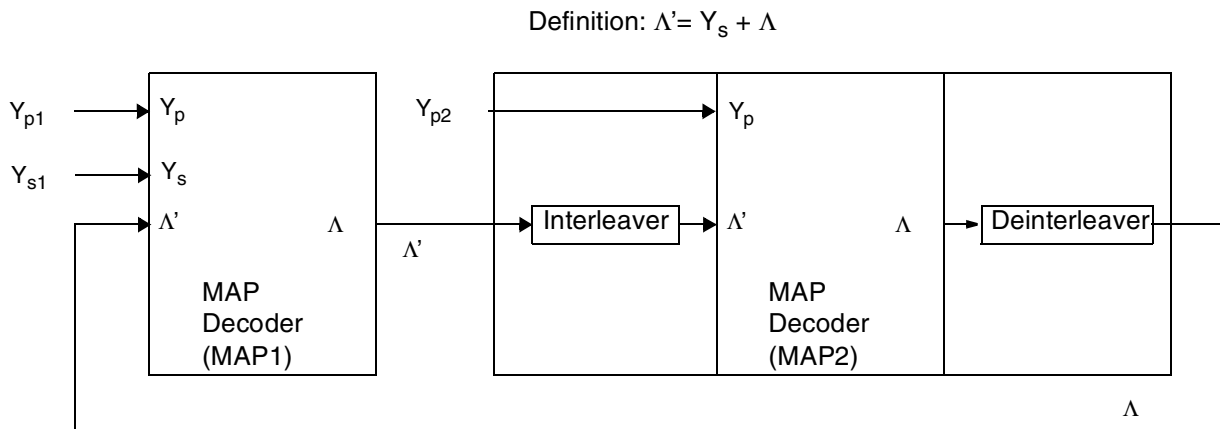 Definition: Λ'= Yₛ + Λ
Yₚ₁
Yₚ
Yₚ₂
Yₚ
Yₛ₁
Yₛ
Λ'
Λ
Λ'
Interleaver
Λ'
Λ
Deinterleaver
MAP
Decoder
(MAP1)
MAP
Decoder
(MAP2)
Λ